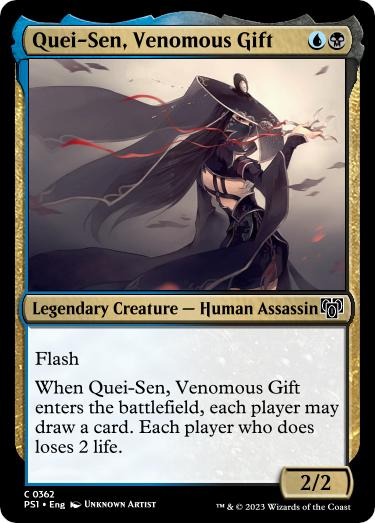 Quei-Sen, Venomous Gift
Legendary Creature — Human Assassin
Flash
When Quei-Sen, Venomous Gift
enters the battlefield, each player may
draw a card. Each player who does
loses 2 life.
2/2
C 0362
PS1 • Eng Unknown Artist
™ & © 2023 Wizards of the Coast